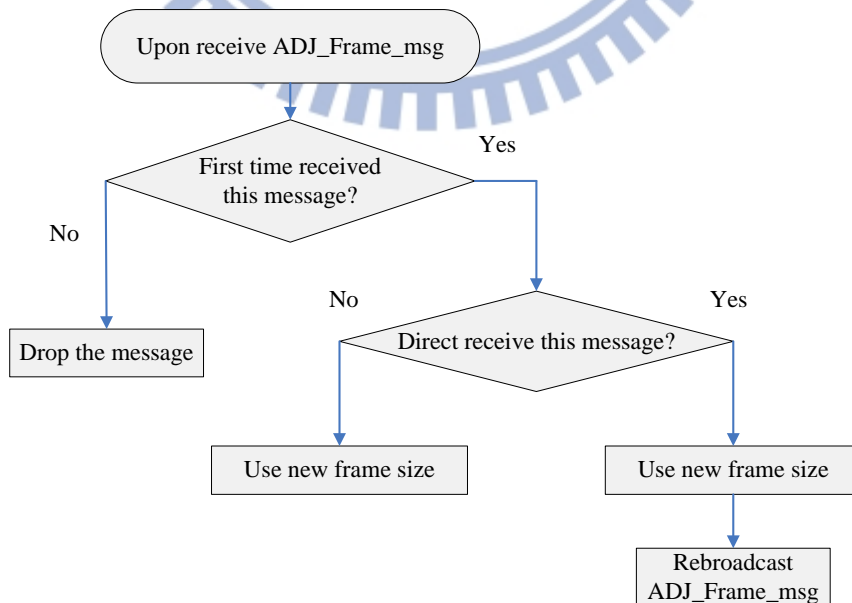 Upon receive ADJ_Frame_msg
Yes
First time received
this message?
No
No
Yes
Drop the message
Direct receive this message?
Use new frame size
Use new frame size
Rebroadcast
ADJ_Frame_msg